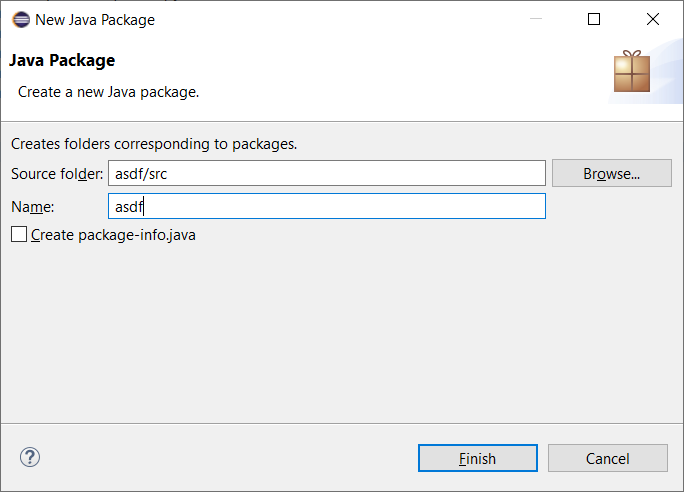 New Java Package
Java Package
Create a new Java package.
Creates folders corresponding to packages.
Source folder: asdf/src Browse...
Name: asdf
Create package-info.java
? Finish Cancel